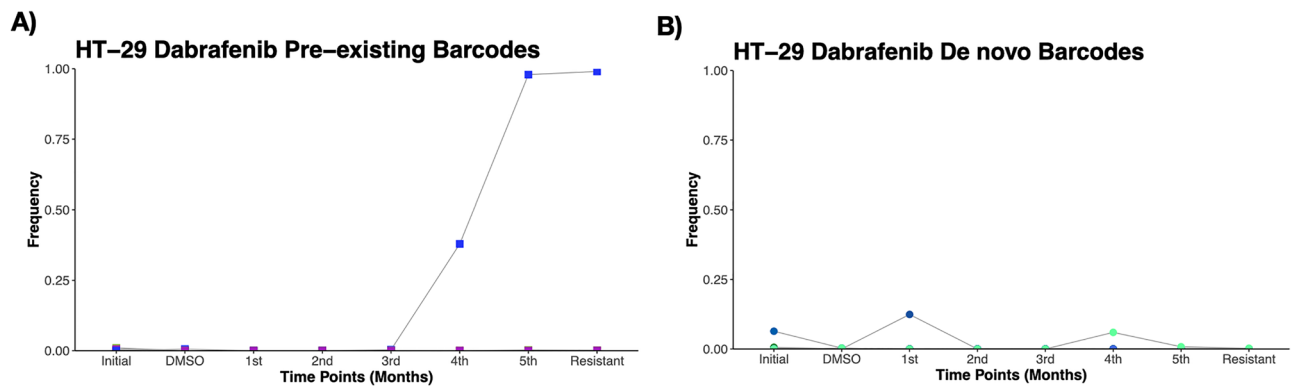 A)
HT–29 Dabrafenib Pre–existing Barcodes
1.00
0.75
0.50
0.25
0.00
Frequency
Initial DMSO 1st 2nd 3rd 4th 5th Resistant
Time Points (Months)
B)
HT–29 Dabrafenib De novo Barcodes
1.00
0.75
0.50
0.25
0.00
Frequency
Initial DMSO 1st 2nd 3rd 4th 5th Resistant
Time Points (Months)